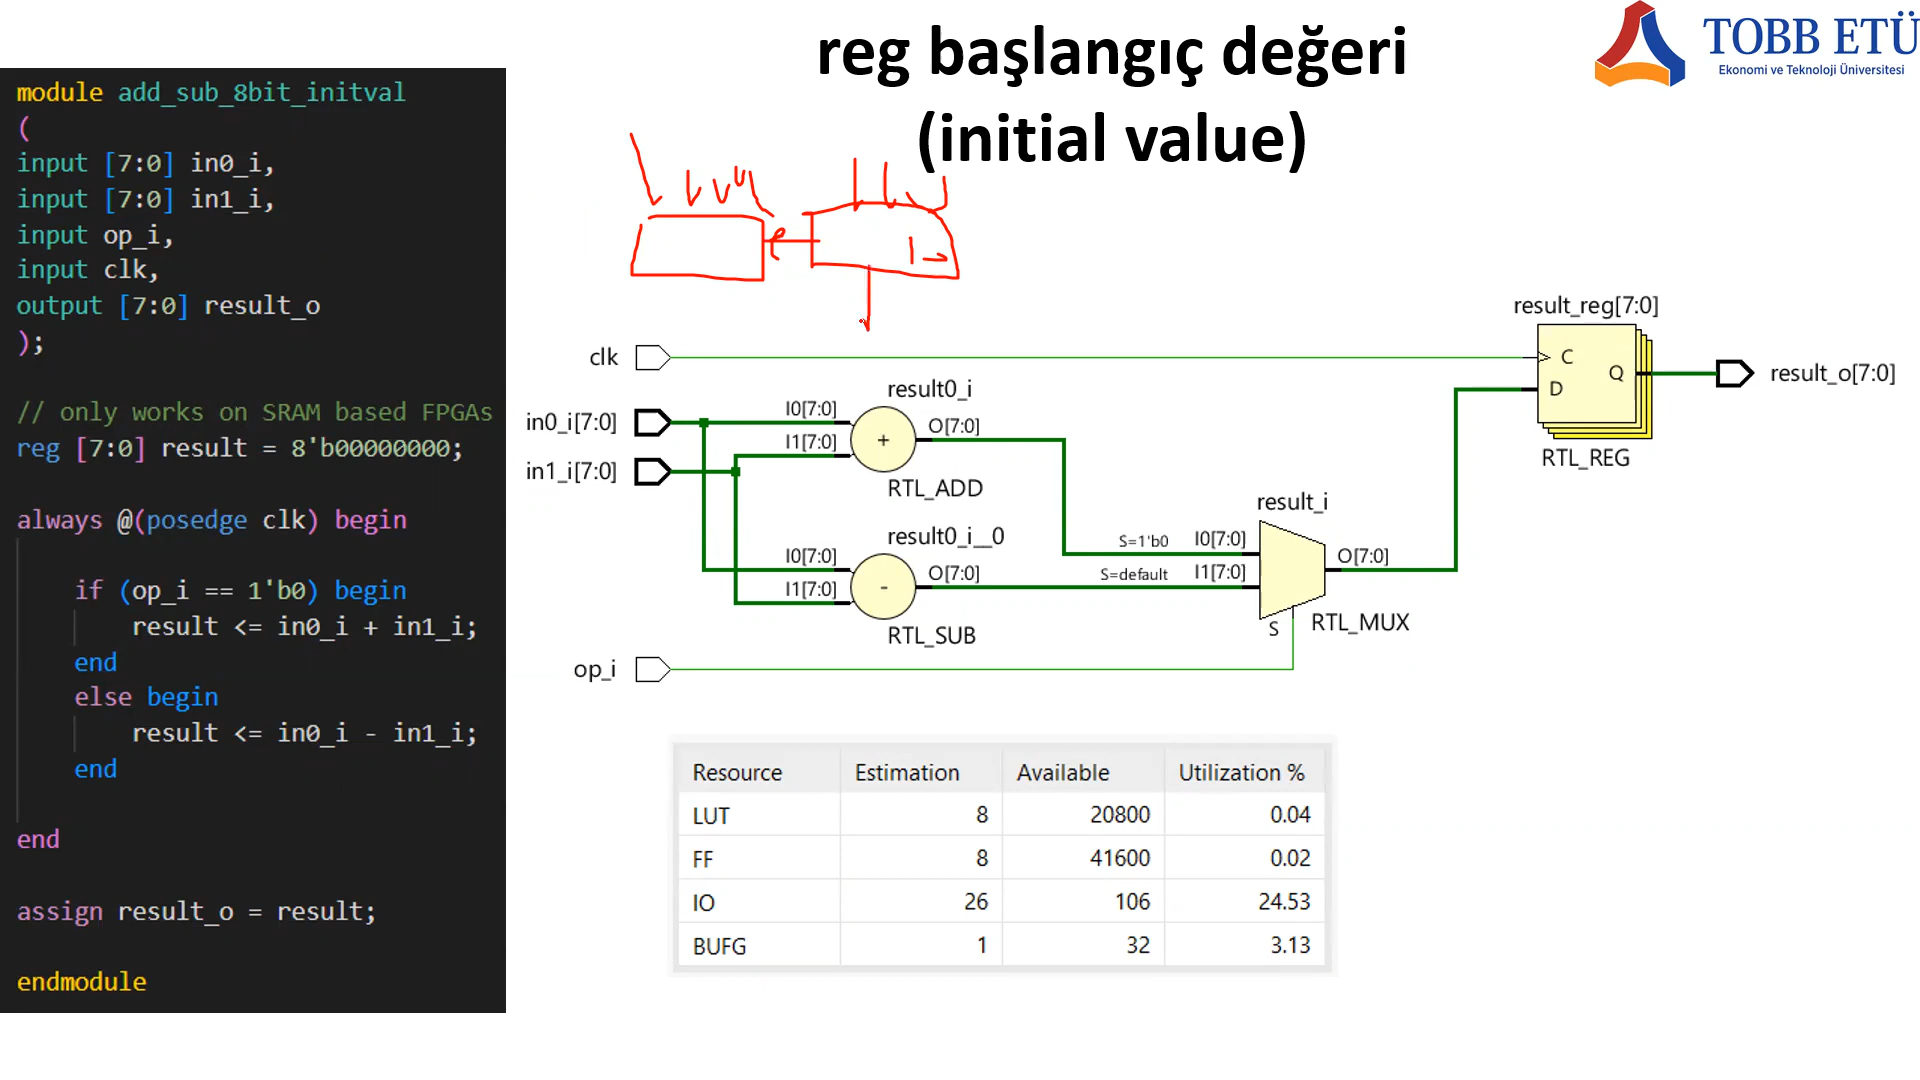 reg başlangıç değeri
(initial value)
TOBB ETÜ
Ekonomi ve Teknoloji Üniversitesi
module add_sub_8bit_initval
(
input [7:0] in0_i,
input [7:0] in1_i,
input op_i,
input clk,
output [7:0] result_o
);
// only works on SRAM based FPGAs
reg [7:0] result = 8'b00000000;
always @(posedge clk) begin
if (op_i == 1'b0) begin
result <= in0_i + in1_i;
end
else begin
result <= in0_i - in1_i;
end
end
assign result_o = result;
endmodule
clk
in0_i[7:0]
in1_i[7:0]
op_i
result0_i
I0[7:0]
I1[7:0]
+
O[7:0]
RTL_ADD
result0_i__0
I0[7:0]
I1[7:0]
-
O[7:0]
RTL_SUB
result_i
S=1'b0 I0[7:0]
S=default I1[7:0]
O[7:0]
S
RTL_MUX
result_reg[7:0]
C
D
Q
RTL_REG
result_o[7:0]
Resource Estimation Available Utilization %
LUT 8 20800 0.04
FF 8 41600 0.02
IO 26 106 24.53
BUFG 1 32 3.13